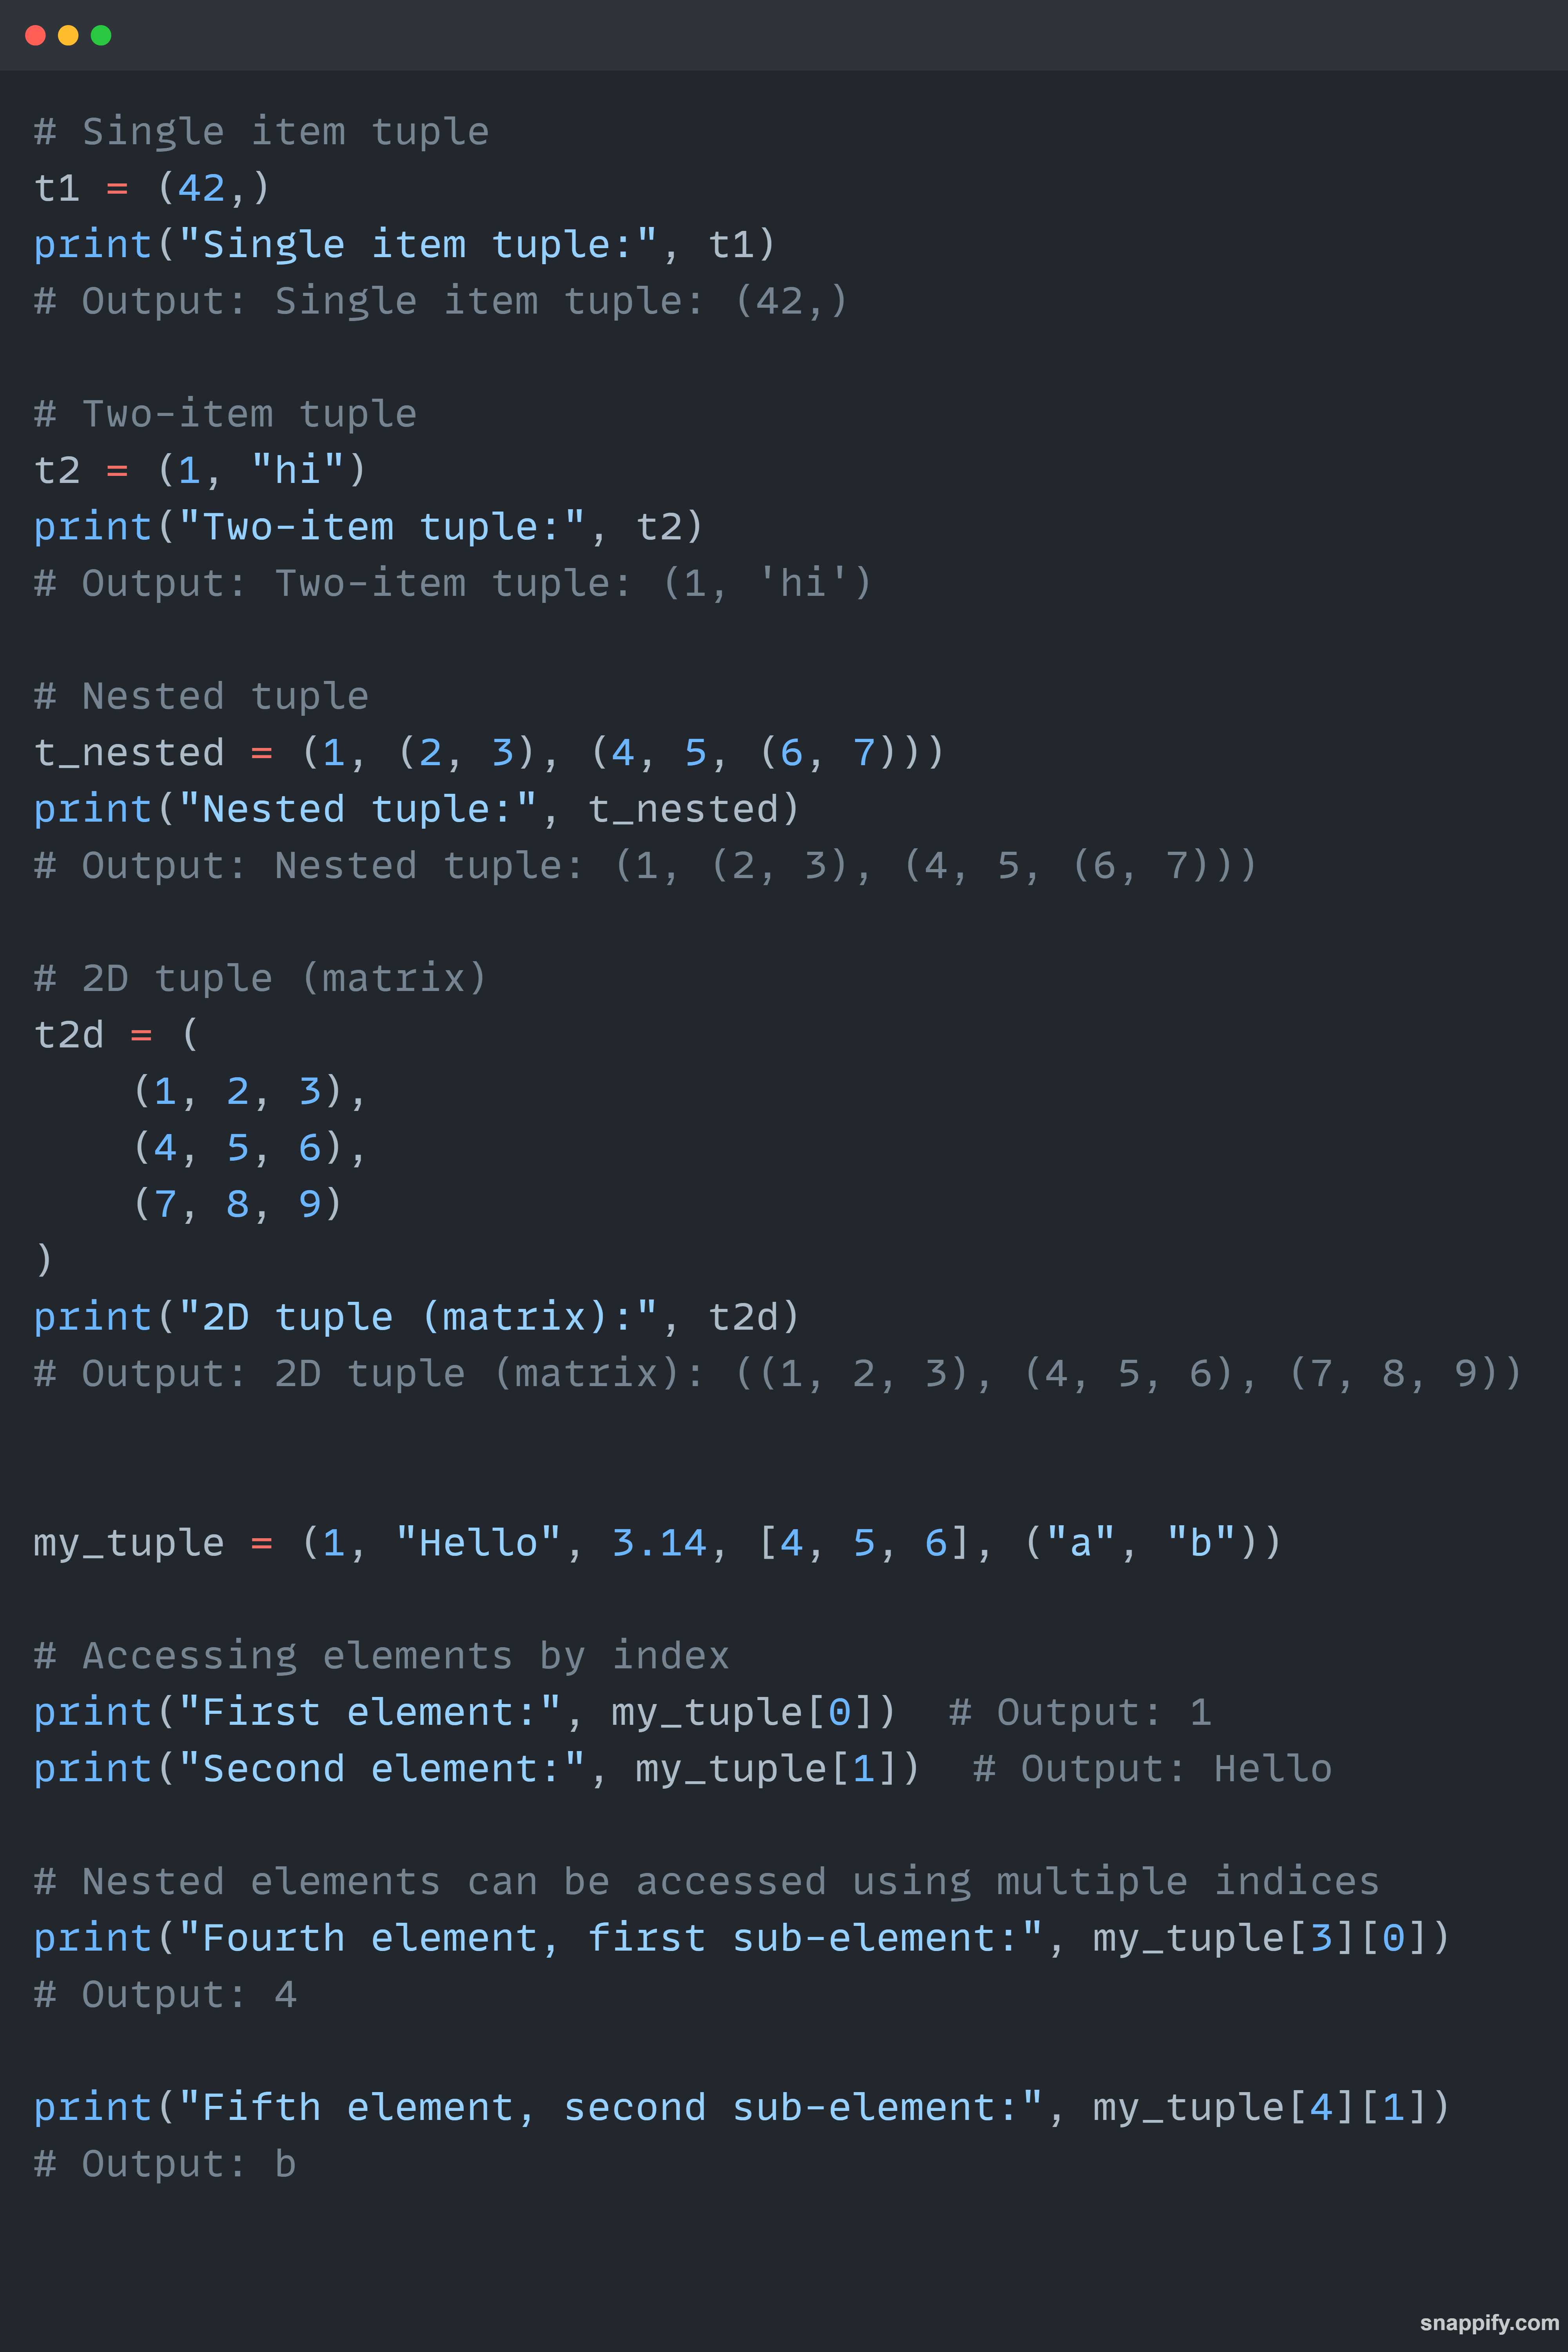 # Single item tuple
t1 = (42,)
print("Single item tuple:", t1)
# Output: Single item tuple: (42,)

# Two-item tuple
t2 = (1, "hi")
print("Two-item tuple:", t2)
# Output: Two-item tuple: (1, 'hi')

# Nested tuple
t_nested = (1, (2, 3), (4, 5, (6, 7)))
print("Nested tuple:", t_nested)
# Output: Nested tuple: (1, (2, 3), (4, 5, (6, 7)))

# 2D tuple (matrix)
t2d = (
    (1, 2, 3),
    (4, 5, 6),
    (7, 8, 9)
)
print("2D tuple (matrix):", t2d)
# Output: 2D tuple (matrix): ((1, 2, 3), (4, 5, 6), (7, 8, 9))


my_tuple = (1, "Hello", 3.14, [4, 5, 6], ("a", "b"))

# Accessing elements by index
print("First element:", my_tuple[0])  # Output: 1
print("Second element:", my_tuple[1])  # Output: Hello

# Nested elements can be accessed using multiple indices
print("Fourth element, first sub-element:", my_tuple[3][0])
# Output: 4

print("Fifth element, second sub-element:", my_tuple[4][1])
# Output: b

snappify.com